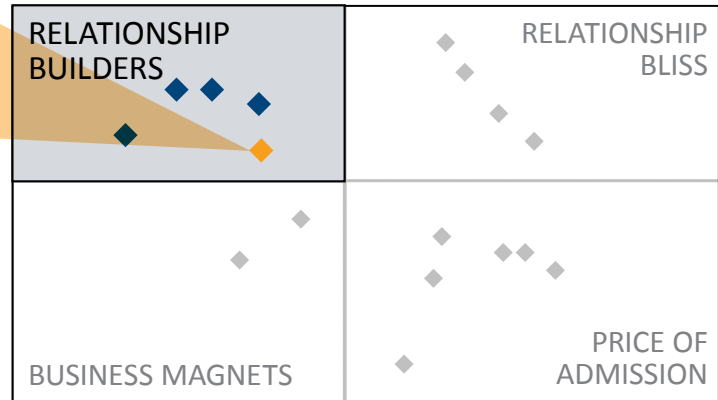 RELATIONSHIP
BUILDERS
RELATIONSHIP
BLISS
BUSINESS MAGNETS
PRICE OF
ADMISSION